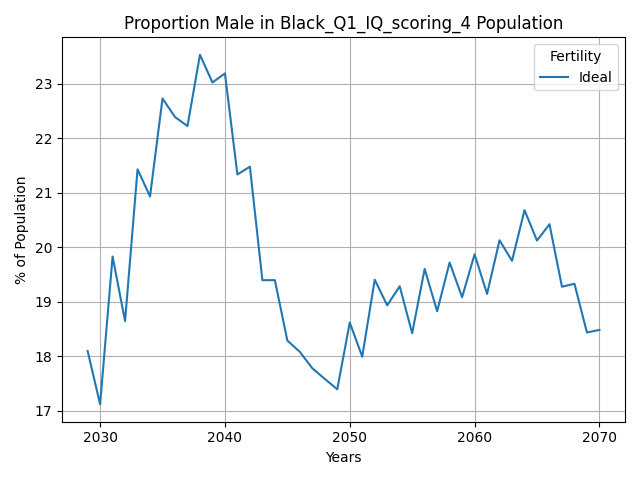 Proportion Male in Black_Q1_IQ_scoring_4 Population
Fertility
Ideal
% of Population
23
22
21
20
19
18
17
2030 2040 2050 2060 2070
Years